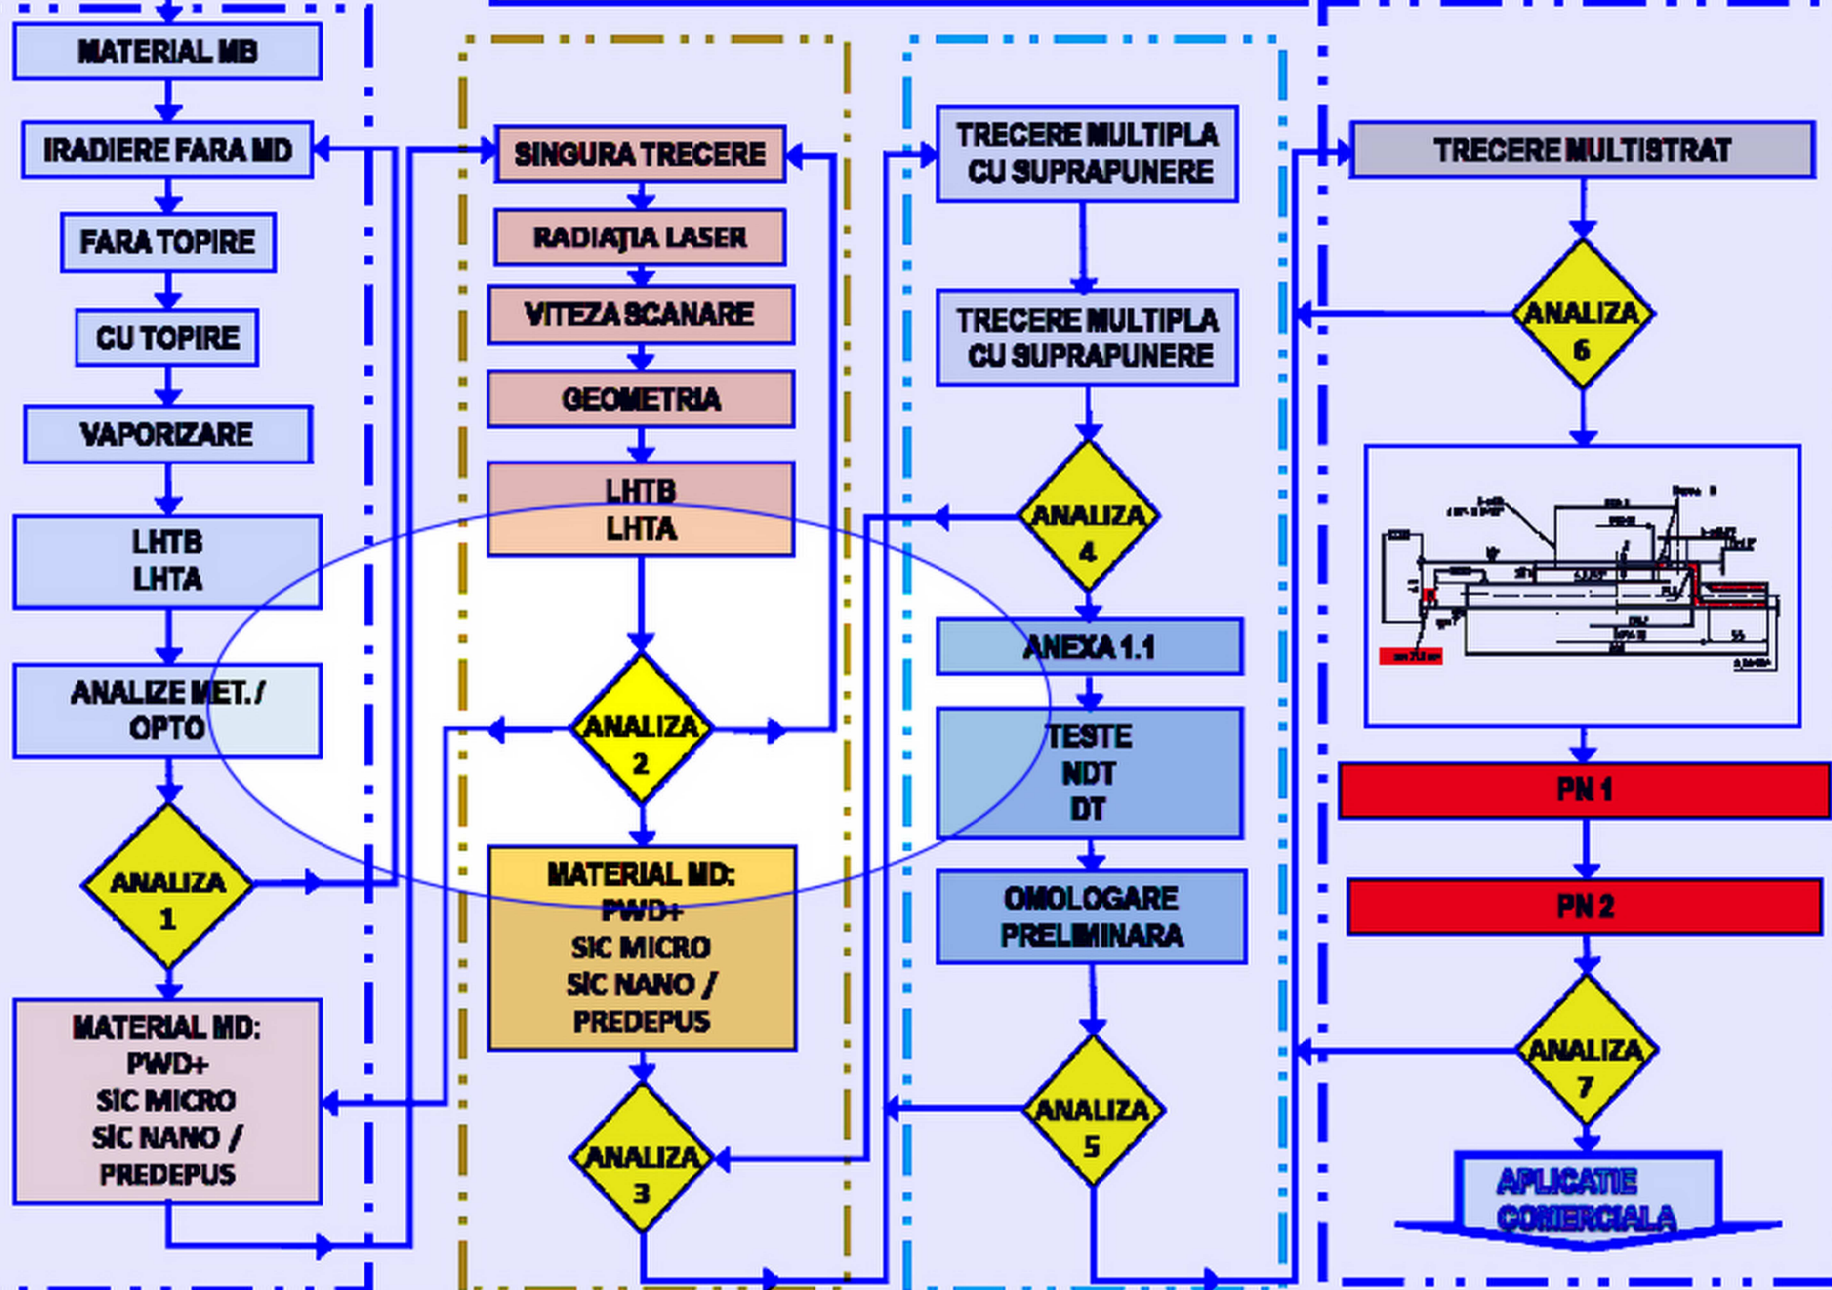 MATERIAL MB
IRADIERE FARA MD
FARA TOPIRE
CU TOPIRE
VAPORIZARE
LHTB
LHTA
ANALIZE MET. /
OPTO
ANALIZA
1
MATERIAL MD:
PWD+
SIC MICRO
SIC NANO /
PREDEPUS
SINGURA TRECERE
RADIAŢIA LASER
VITEZA SCANARE
GEOMETRIA
LHTB
LHTA
ANALIZA
2
MATERIAL MD:
PWD+
SIC MICRO
SIC NANO /
PREDEPUS
ANALIZA
3
TRECERE MULTIPLA
CU SUPRAPUNERE
TRECERE MULTIPLA
CU SUPRAPUNERE
ANALIZA
4
ANEXA 1.1
TESTE
NDT
DT
OMOLOGARE
PRELIMINARA
ANALIZA
5
TRECERE MULTISTRAT
ANALIZA
6
PN 1
PN 2
ANALIZA
7
APLICATIE
COMERCIALA